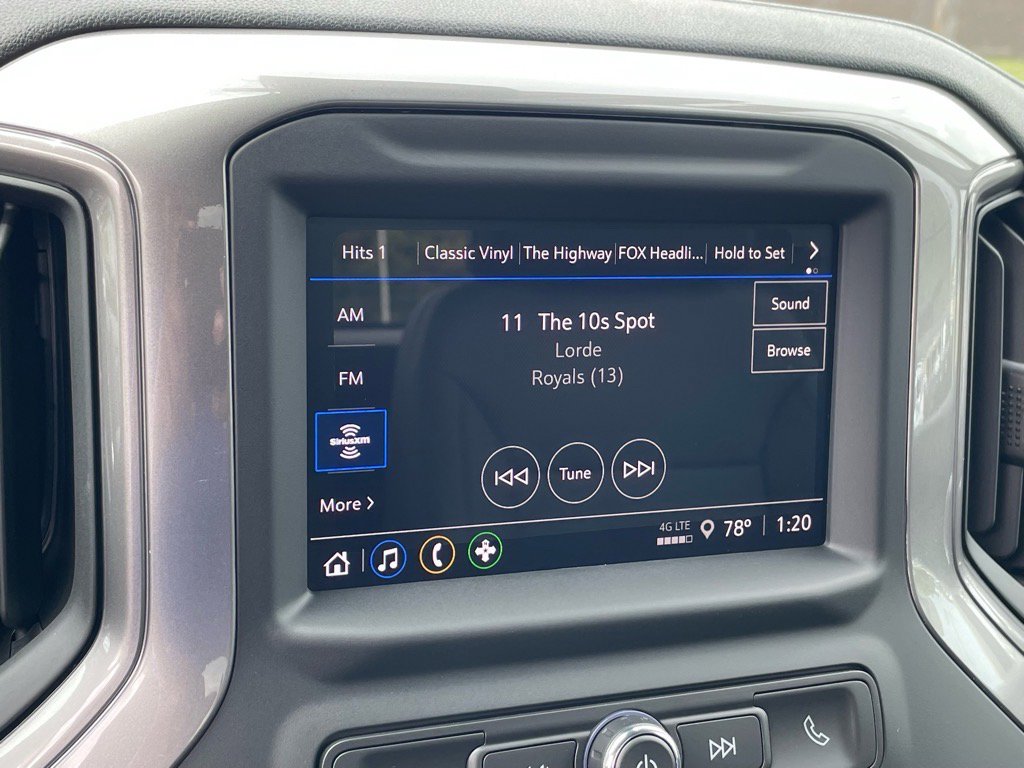 Hits 1 Classic Vinyl The Highway FOX Headli... Hold to Set
Sound
AM
11 The 10s Spot
Browse
Lorde
FM
Royals (13)
SiriusXM
Tune
More
4G LTE
78° 1:20